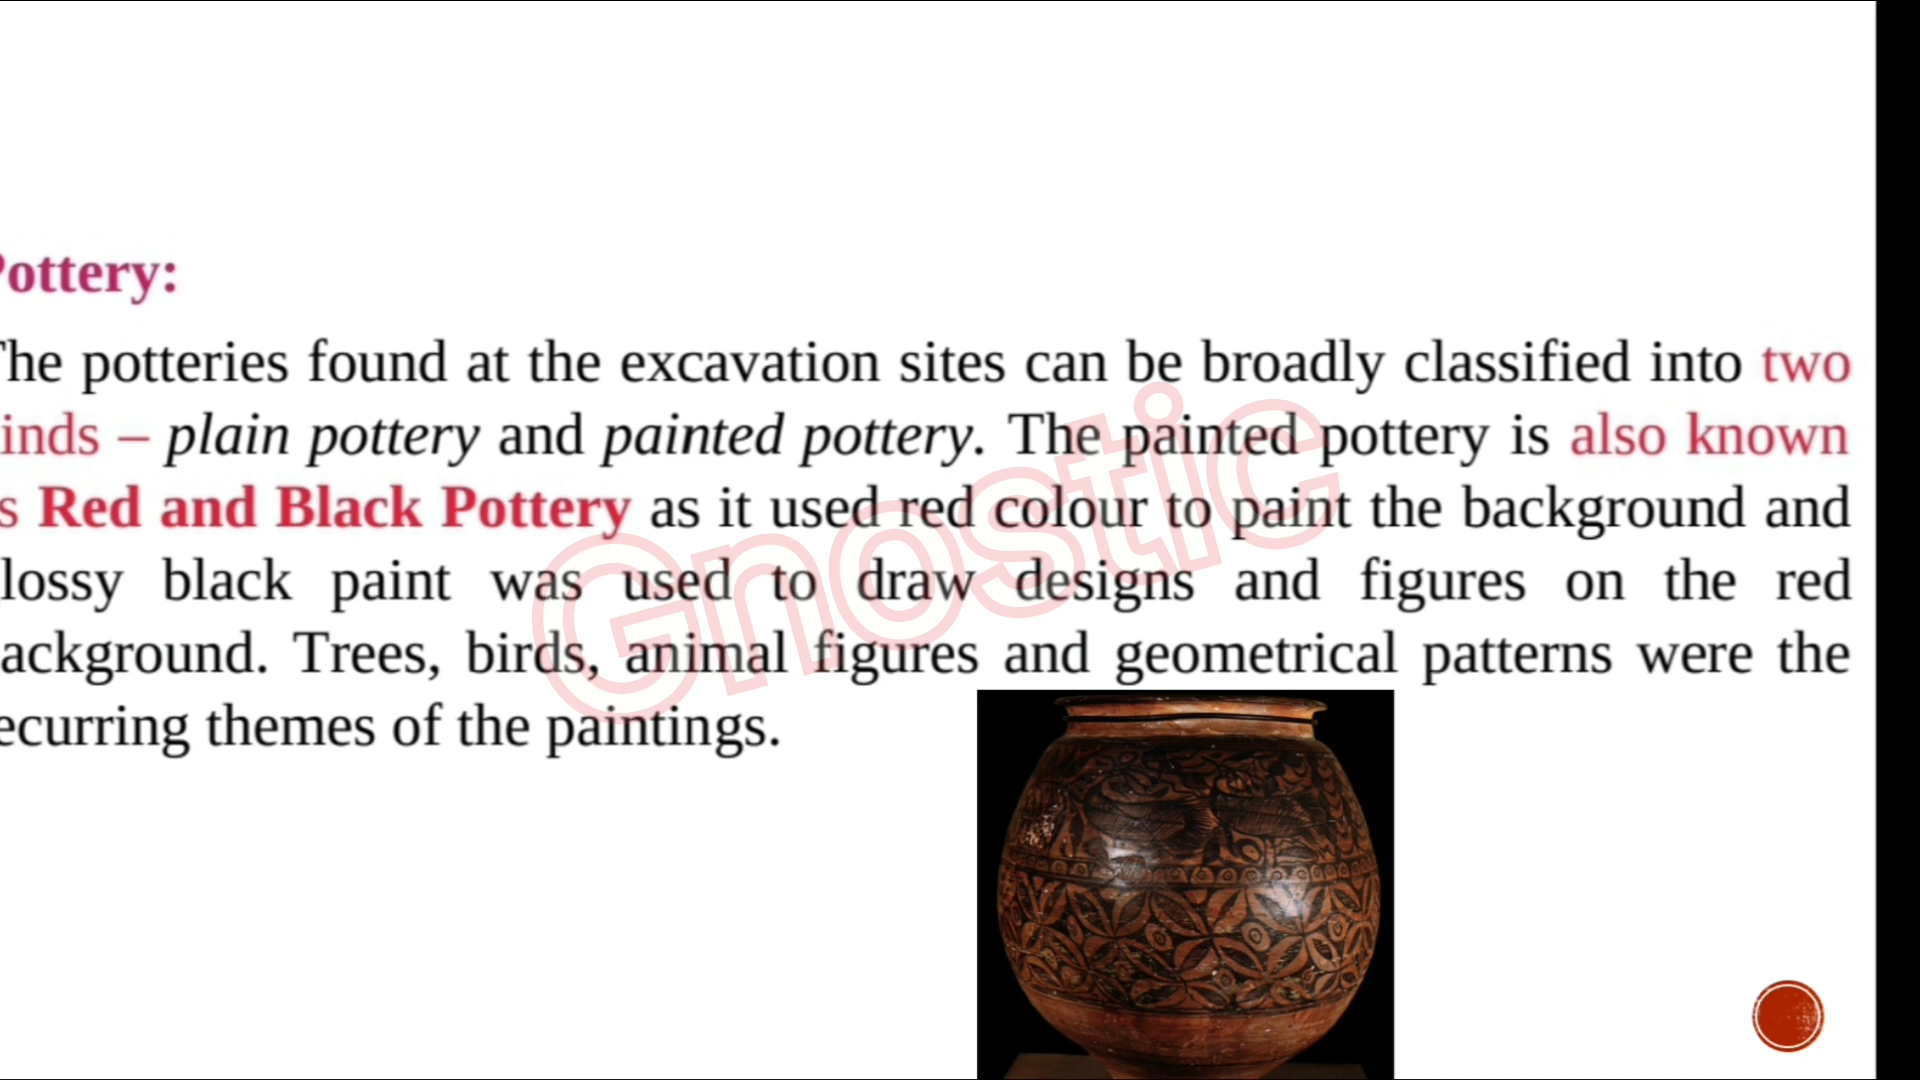 Pottery:
The potteries found at the excavation sites can be broadly classified into two
inds – plain pottery and painted pottery. The painted pottery is also known
s Red and Black Pottery as it used red colour to paint the background and
lossy black paint was used to draw designs and figures on the red
ackground. Trees, birds, animal figures and geometrical patterns were the
ecurring themes of the paintings.
Gnostic